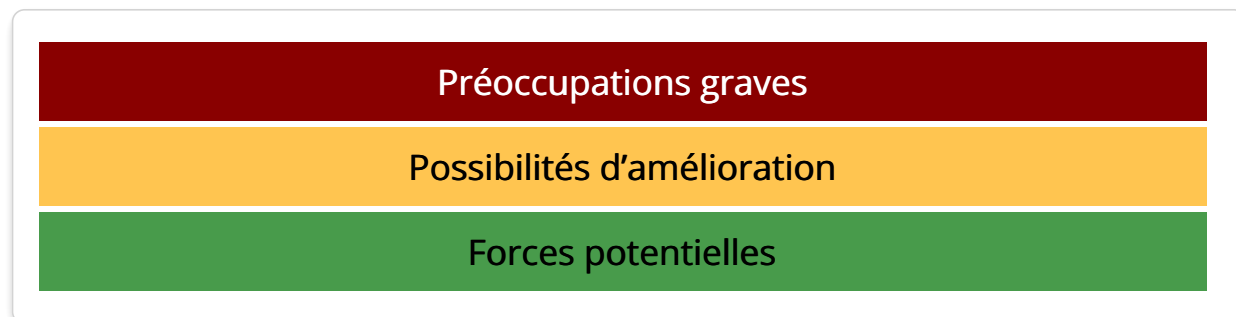 Préoccupations graves
Possibilités d’amélioration
Forces potentielles